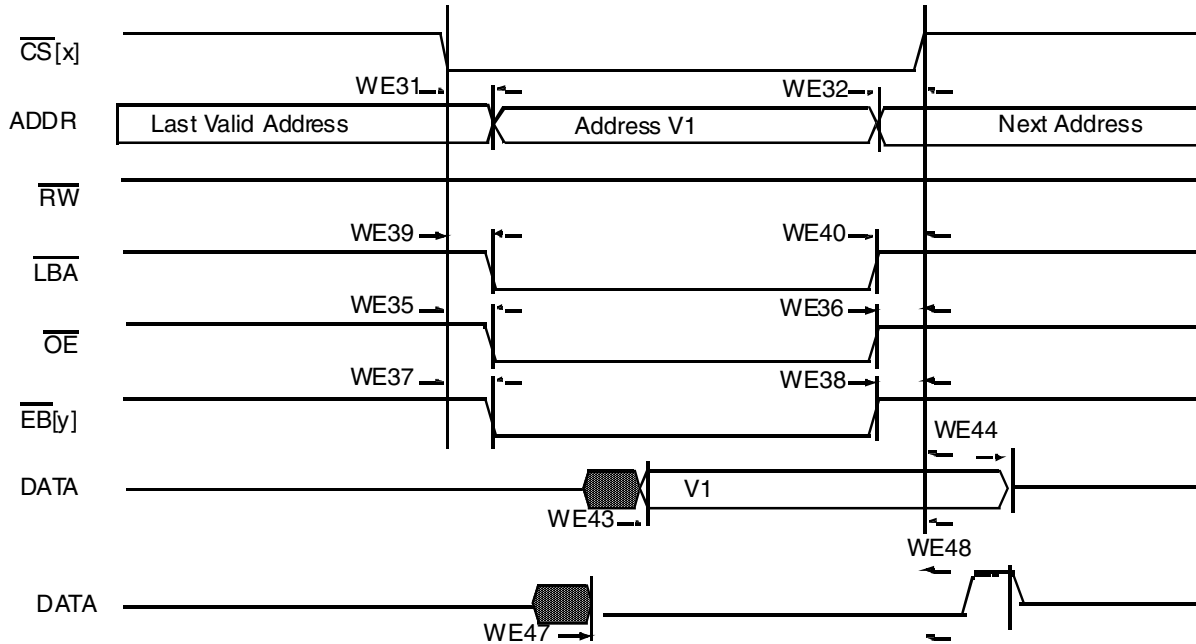 CS[x]
WE31
WE32
ADDR
Last Valid Address
Address V1
Next Address
RW
WE39
WE40
LBA
WE35
WE36
OE
WE37
WE38
EB[y]
WE44
DATA
V1
WE43
WE48
DATA
WE47